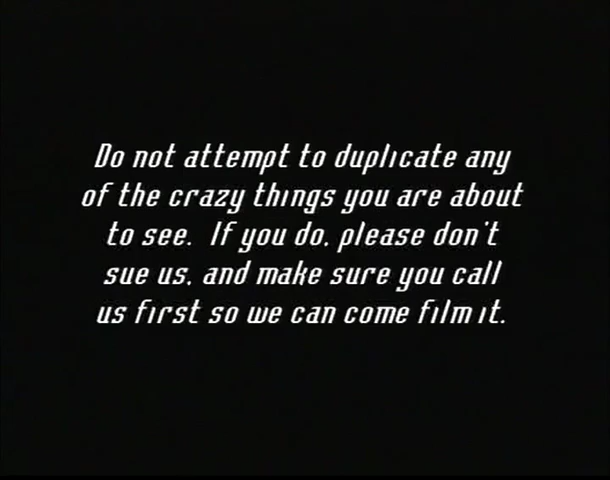 Do not attempt to duplicate any
of the crazy things you are about
to see. If you do, please don't
sue us, and make sure you call
us first so we can come film it.